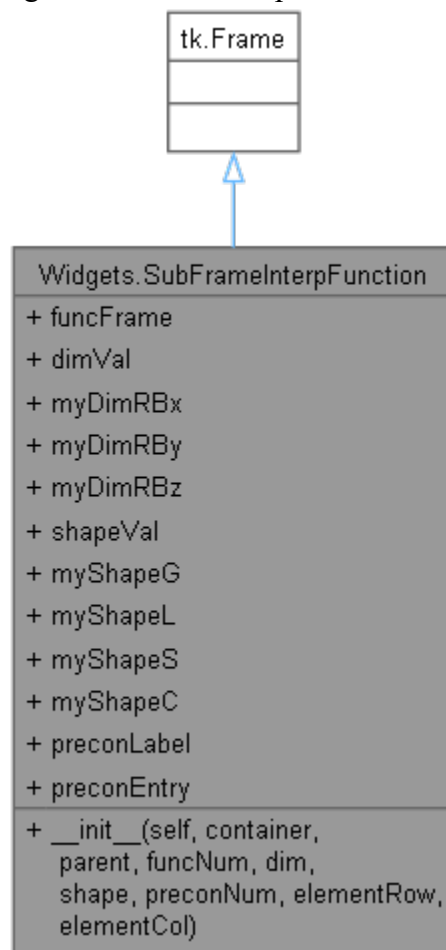 tk.Frame
Widgets.SubFrameInterpFunction
+ funcFrame
+ dimVal
+ myDimRBx
+ myDimRBy
+ myDimRBz
+ shapeVal
+ myShapeG
+ myShapeL
+ myShapeS
+ myShapeC
+ preconLabel
+ preconEntry
+ __init__(self, container,
parent, funcNum, dim,
shape, preconNum, elementRow,
elementCol)